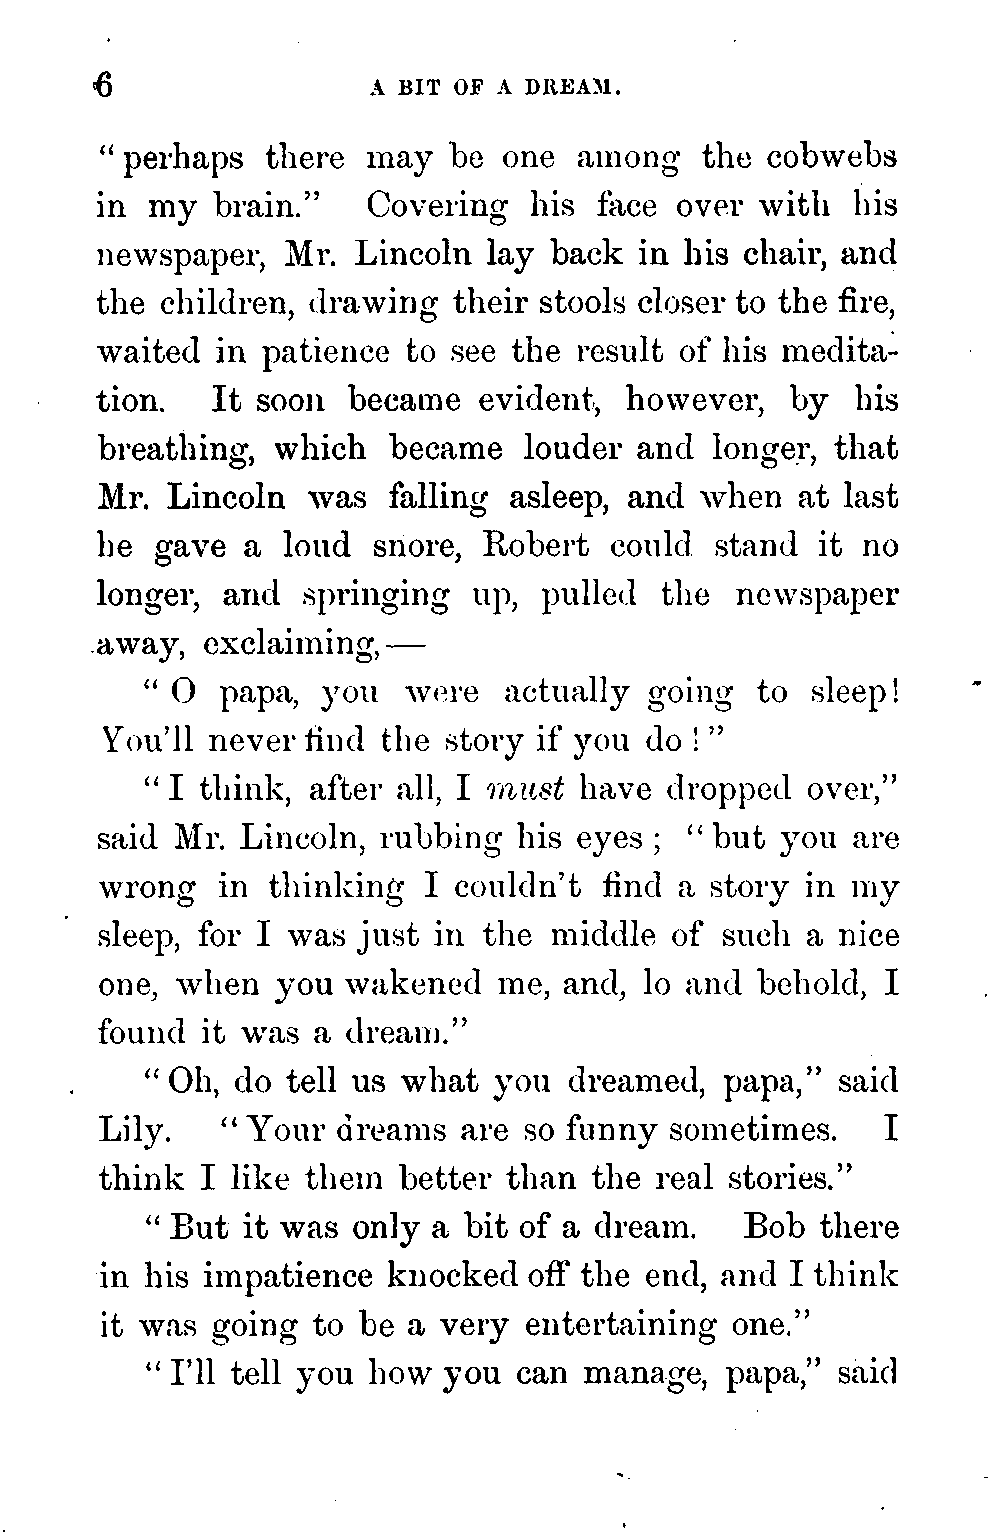 6 A BIT OF A DREAM.
“perhaps there may be one among the cobwebs
in my brain.” Covering his face over with his
newspaper, Mr. Lincoln lay back in his chair, and
the children, drawing their stools closer to the fire,
waited in patience to see the result of his medita-
tion. It soon became evident, however, by his
breathing, which became louder and longer, that
Mr. Lincoln was falling asleep, and when at last
he gave a loud snore, Robert could stand it no
longer, and springing up, pulled the newspaper
away, exclaiming,—
“O papa, you were actually going to sleep!
You’ll never find the story if you do!”
“I think, after all, I must have dropped over,”
said Mr. Lincoln, rubbing his eyes; “but you are
wrong in thinking I couldn’t find a story in my
sleep, for I was just in the middle of such a nice
one, when you wakened me, and, lo and behold, I
found it was a dream.”
“Oh, do tell us what you dreamed, papa,” said
Lily. “Your dreams are so funny sometimes. I
think I like them better than the real stories.”
“But it was only a bit of a dream. Bob there
in his impatience knocked off the end, and I think
it was going to be a very entertaining one.”
“I’ll tell you how you can manage, papa,” said